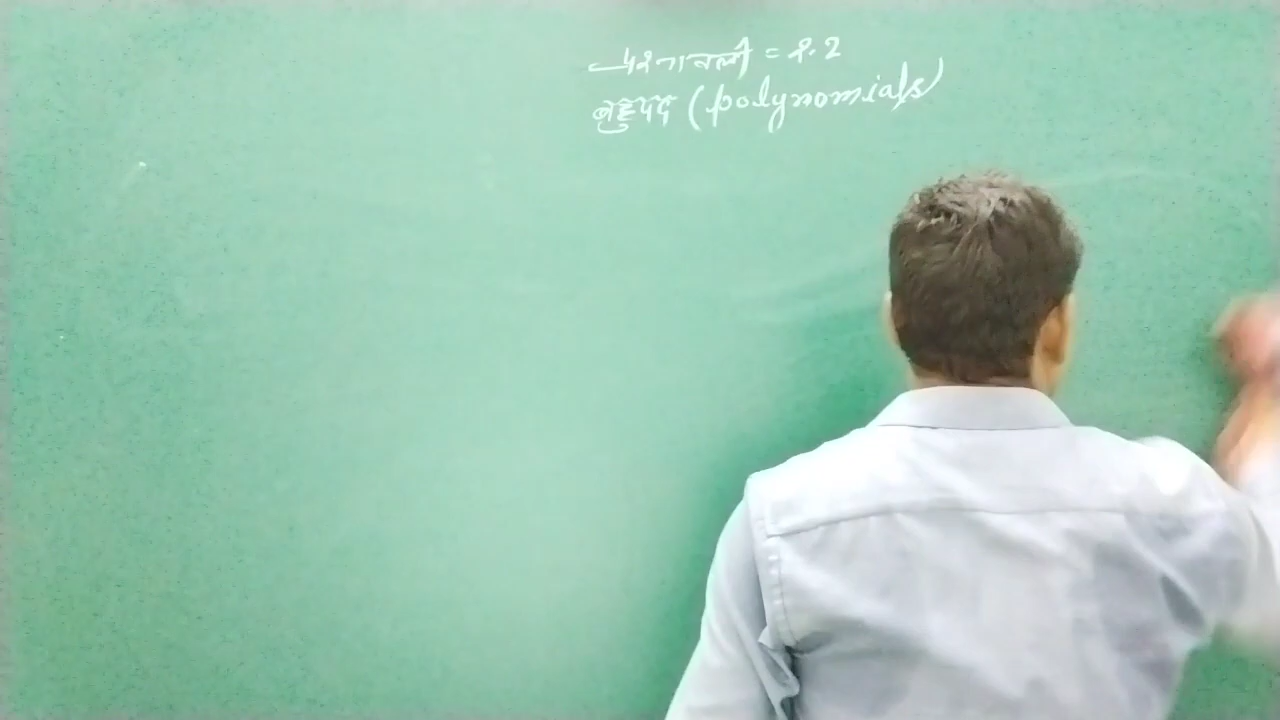 प्रश्नावली = 2.2
बहुपद (polynomials)